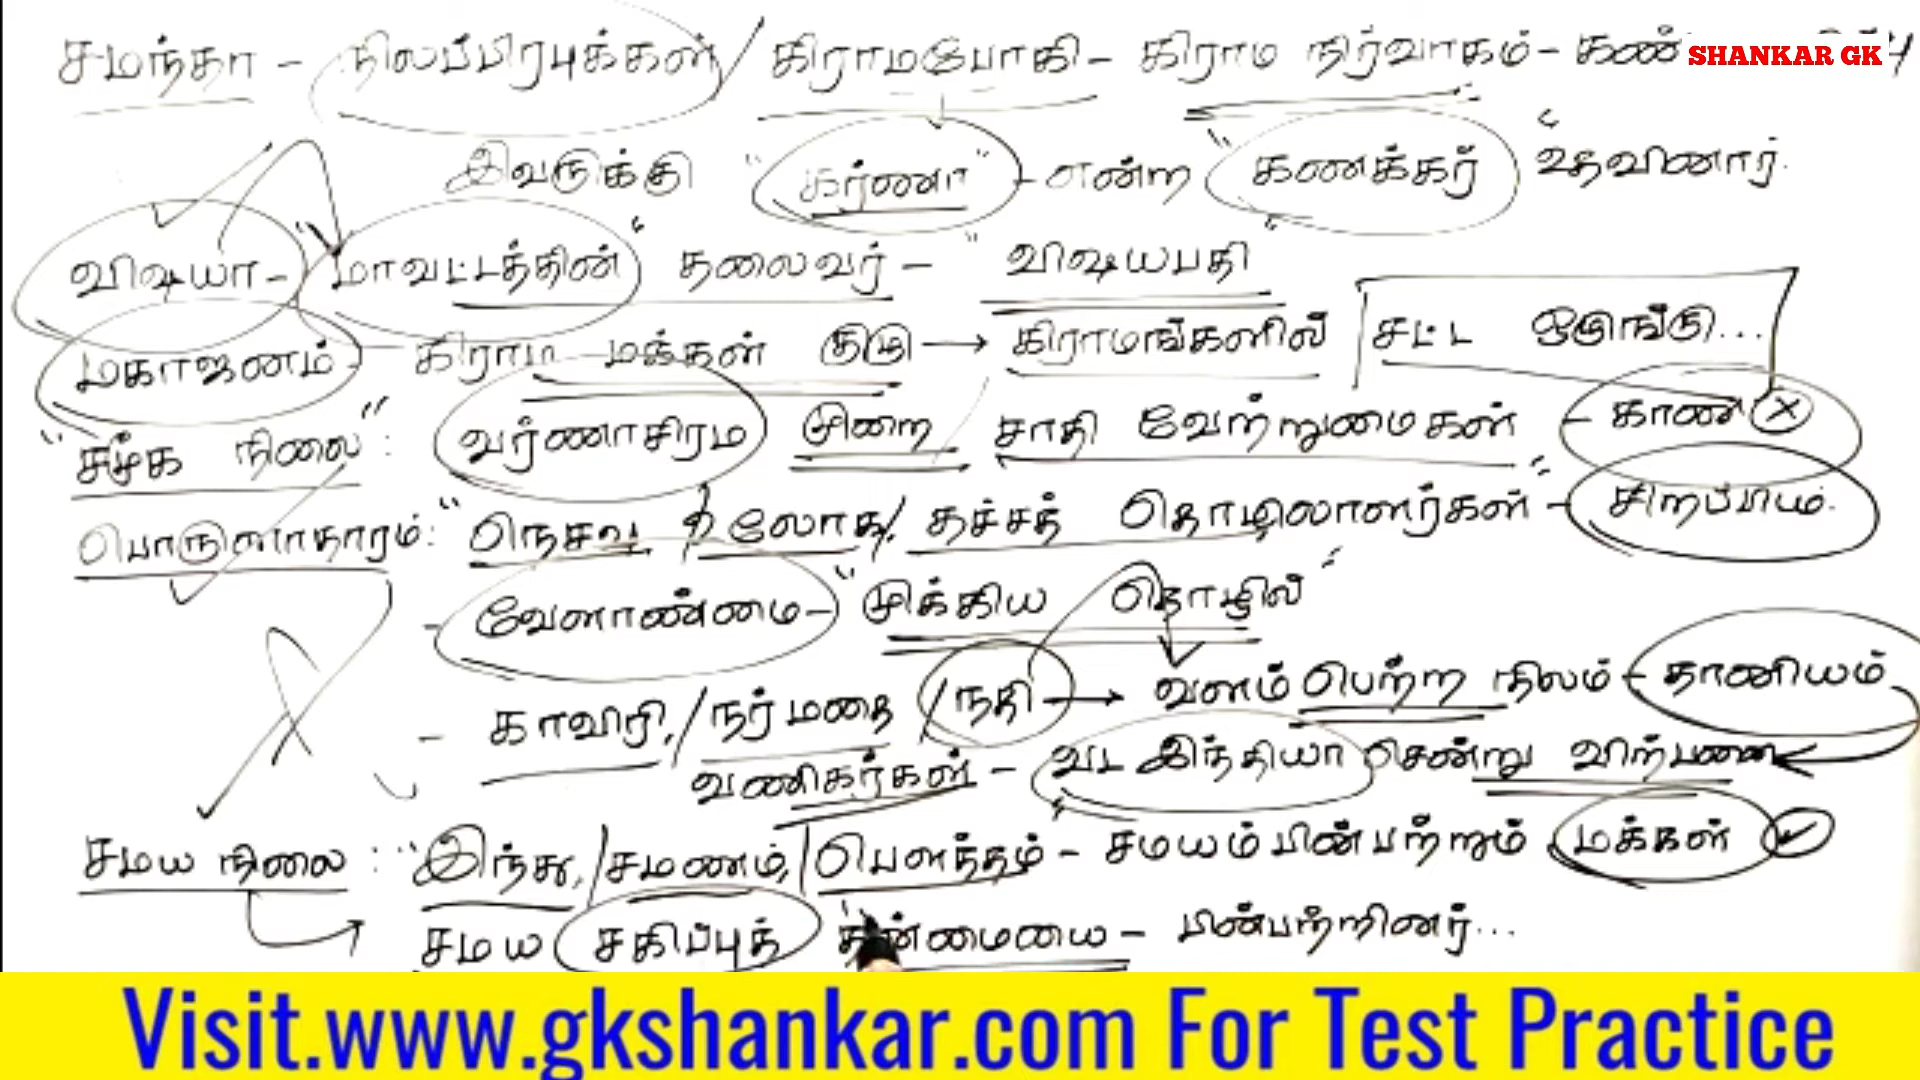 சமந்தா - நிலப்பிரபுக்கள் / கிராமபோகி - கிராம நிர்வாகம் - கண்
SHANKAR GK
இவருக்கு "கர்ணா" - என்ற "கணக்கர்" உதவினார்.
விஷயா - "மாவட்டத்தின்" தலைவர் - "விஷயபதி"
மகாஜனம் - கிராம மக்கள் குழு → கிராமங்களில் சட்ட ஒழுங்கு...
"சமூக நிலை": வர்ணாசிரம முறை சாதி வேற்றுமைகள் - காண
பொருளாதாரம்: "நெசவு / உலோக / தச்சத் தொழிலாளர்கள்" - சிறப்பிடம்.
- வேளாண்மை - "முக்கிய தொழில்"
- காவிரி, / நர்மதை / நதி → வளம் பெற்ற நிலம் - தானியம்
வணிகர்கள் - வட இந்தியா சென்று விற்பனை
சமய நிலை: "இந்து, / சமணம், / பௌத்தம் - சமயம் பின்பற்றும் மக்கள்
சமய சகிப்புத் தன்மையை - பின்பற்றினர்...
Visit.www.gkshankar.com For Test Practice